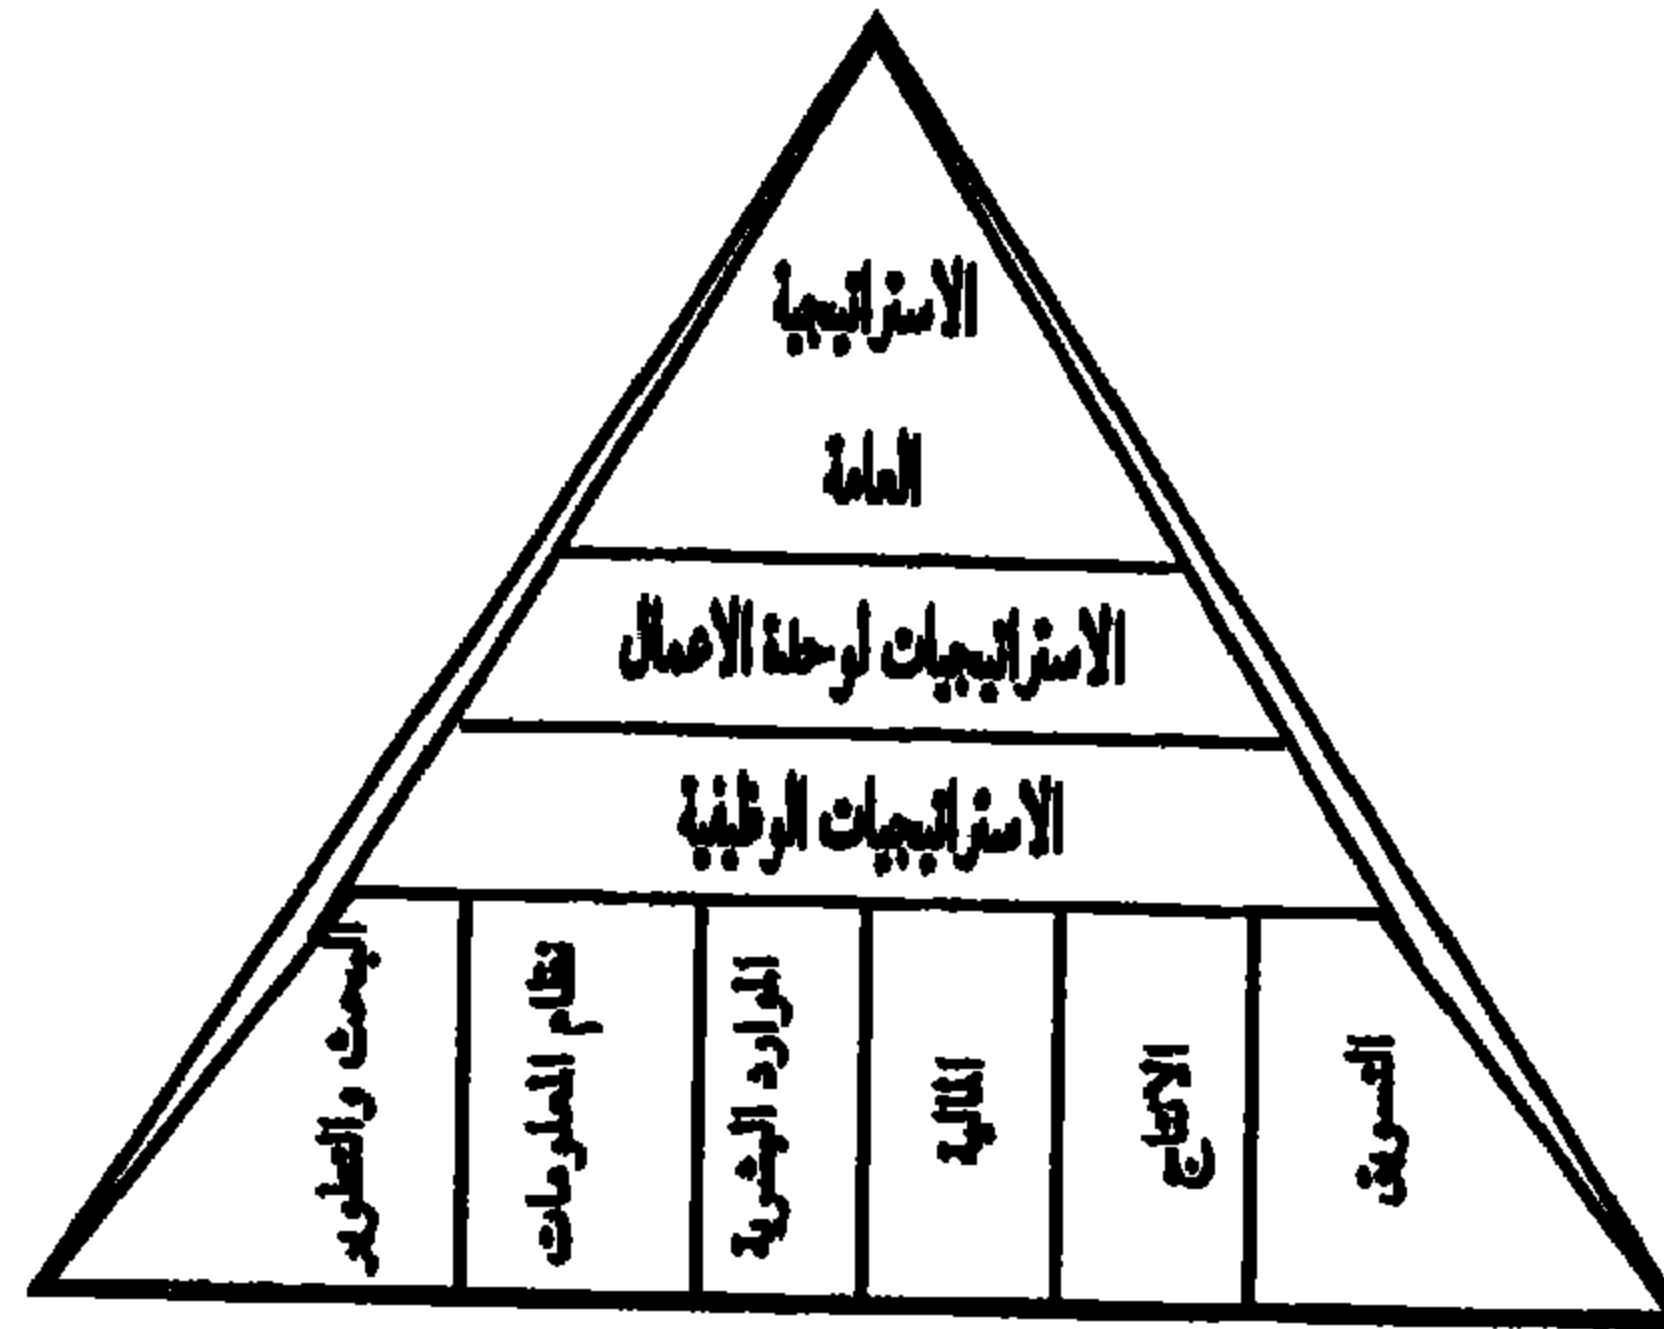 الاستراتيجية
العامة
الاستراتيجيات لوحدة الاعمال
الاستراتيجيات الوظيفية
التسويق
الانتاج
المالية
الموارد البشرية
نظام المعلومات
البحث والتطوير